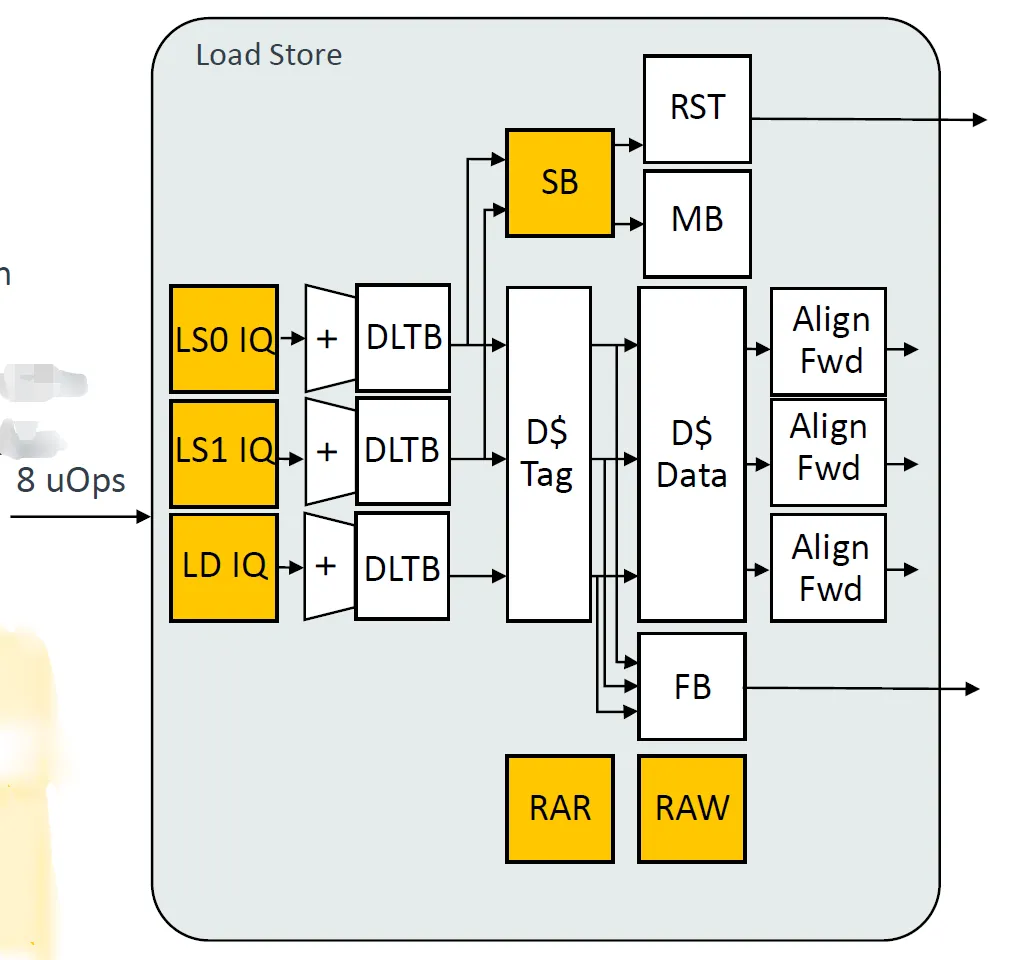 Load Store
RST
SB
MB
LS0 IQ
+
DLTB
LS1 IQ
+
DLTB
LD IQ
+
DLTB
D$
Tag
D$
Data
Align
Fwd
Align
Fwd
Align
Fwd
8 uOps
FB
RAR
RAW